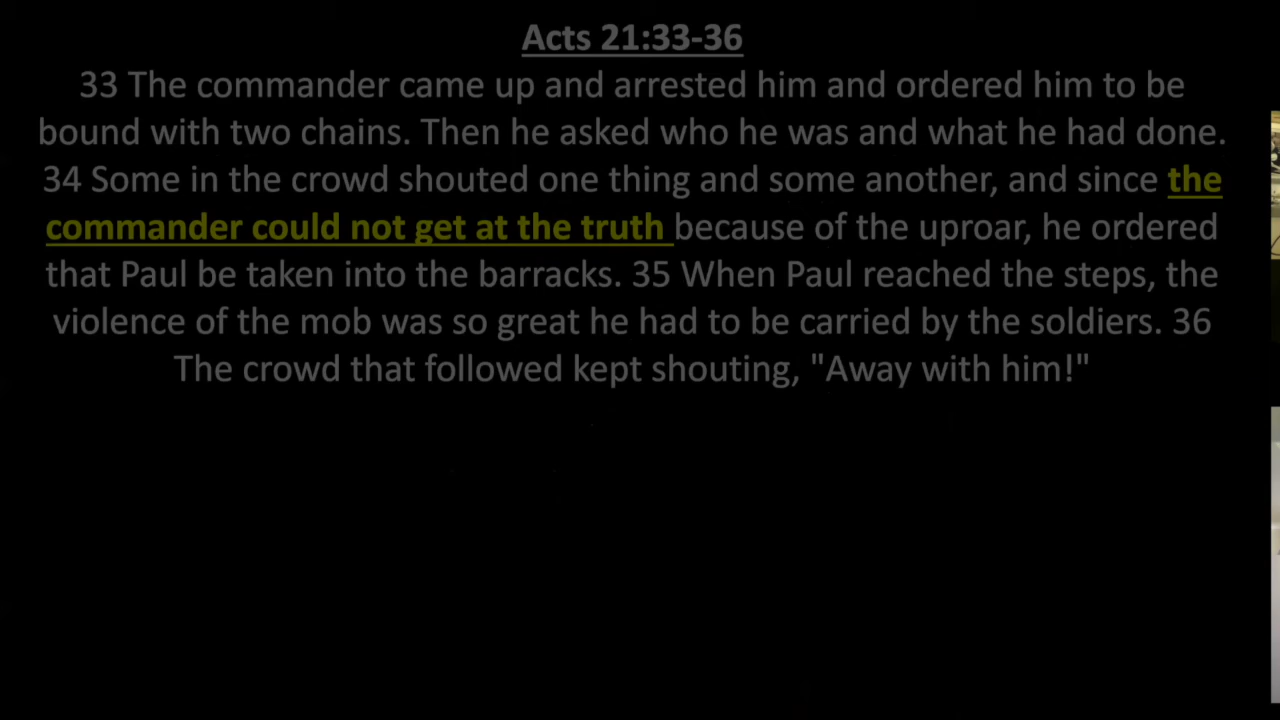 Acts 21:33-36
33 The commander came up and arrested him and ordered him to be
bound with two chains. Then he asked who he was and what he had done.
34 Some in the crowd shouted one thing and some another, and since the
commander could not get at the truth because of the uproar, he ordered
that Paul be taken into the barracks. 35 When Paul reached the steps, the
violence of the mob was so great he had to be carried by the soldiers. 36
The crowd that followed kept shouting, "Away with him!"